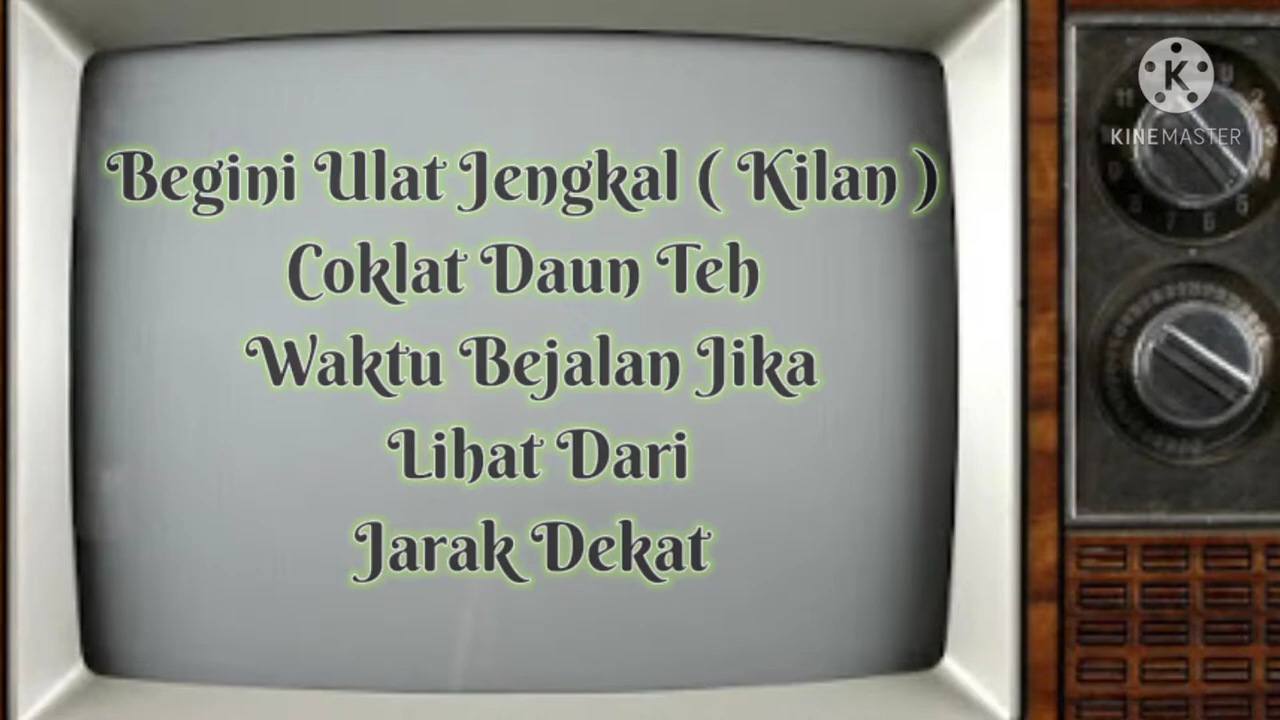 Begini Ulat Jengkal ( Kilan )
Coklat Daun Teh
Waktu Bejalan Jika
Lihat Dari
Jarak Dekat
K
KINEMASTER